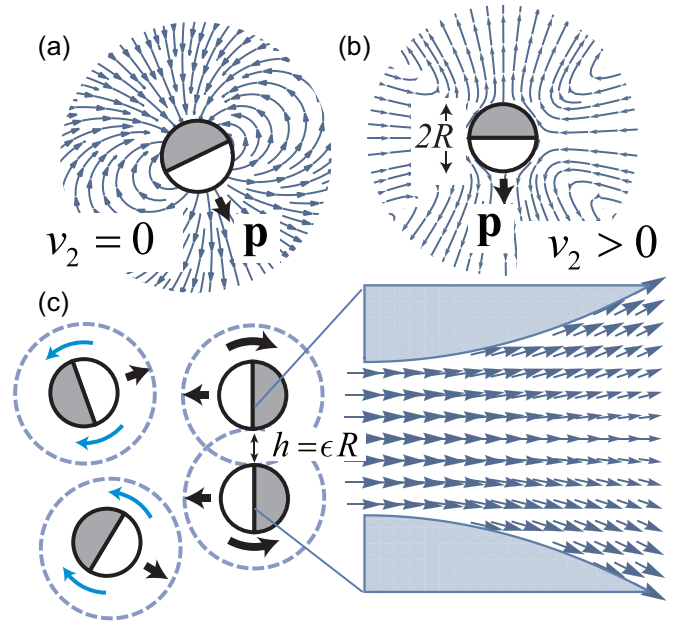 (a)
(b)
2R
p
v₂ = 0
p
v₂ > 0
(c)
h = ϵR